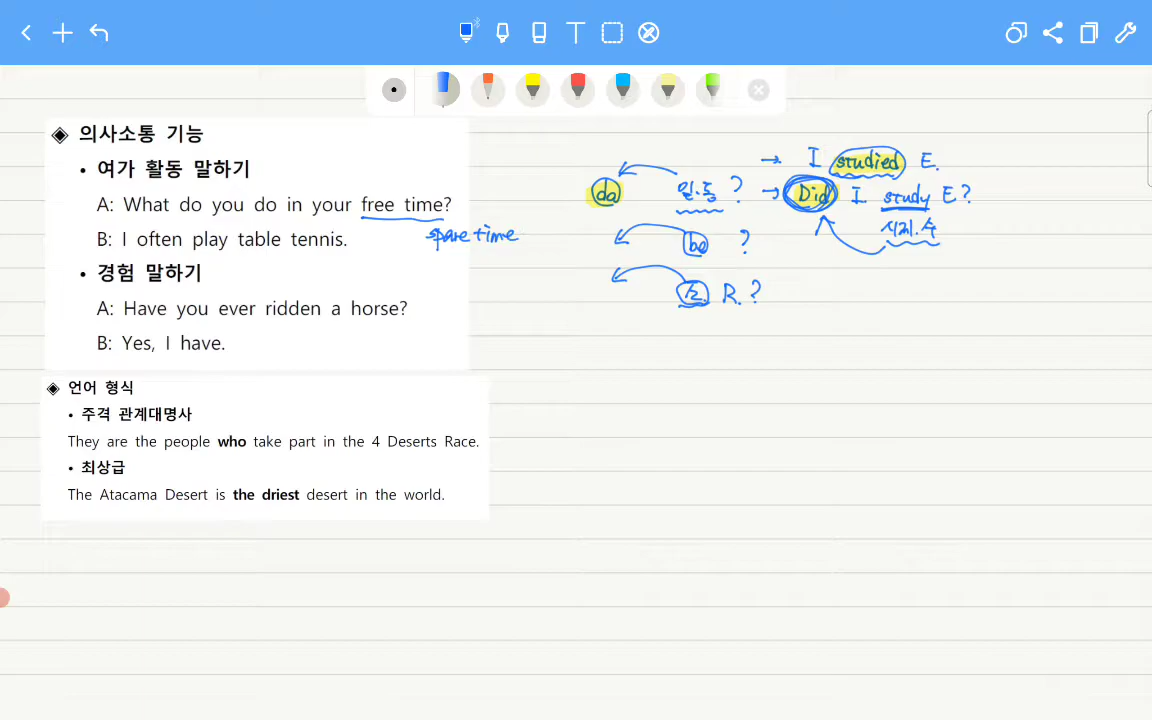 ◈ 의사소통 기능
• 여가 활동 말하기
A: What do you do in your free time?
spare time
B: I often play table tennis.
• 경험 말하기
A: Have you ever ridden a horse?
B: Yes, I have.
◈ 언어 형식
• 주격 관계대명사
They are the people who take part in the 4 Deserts Race.
• 최상급
The Atacama Desert is the driest desert in the world.
→ I studied E.
do 일.동 ? → Did I study E?
시제.수
be ?
조 R.?